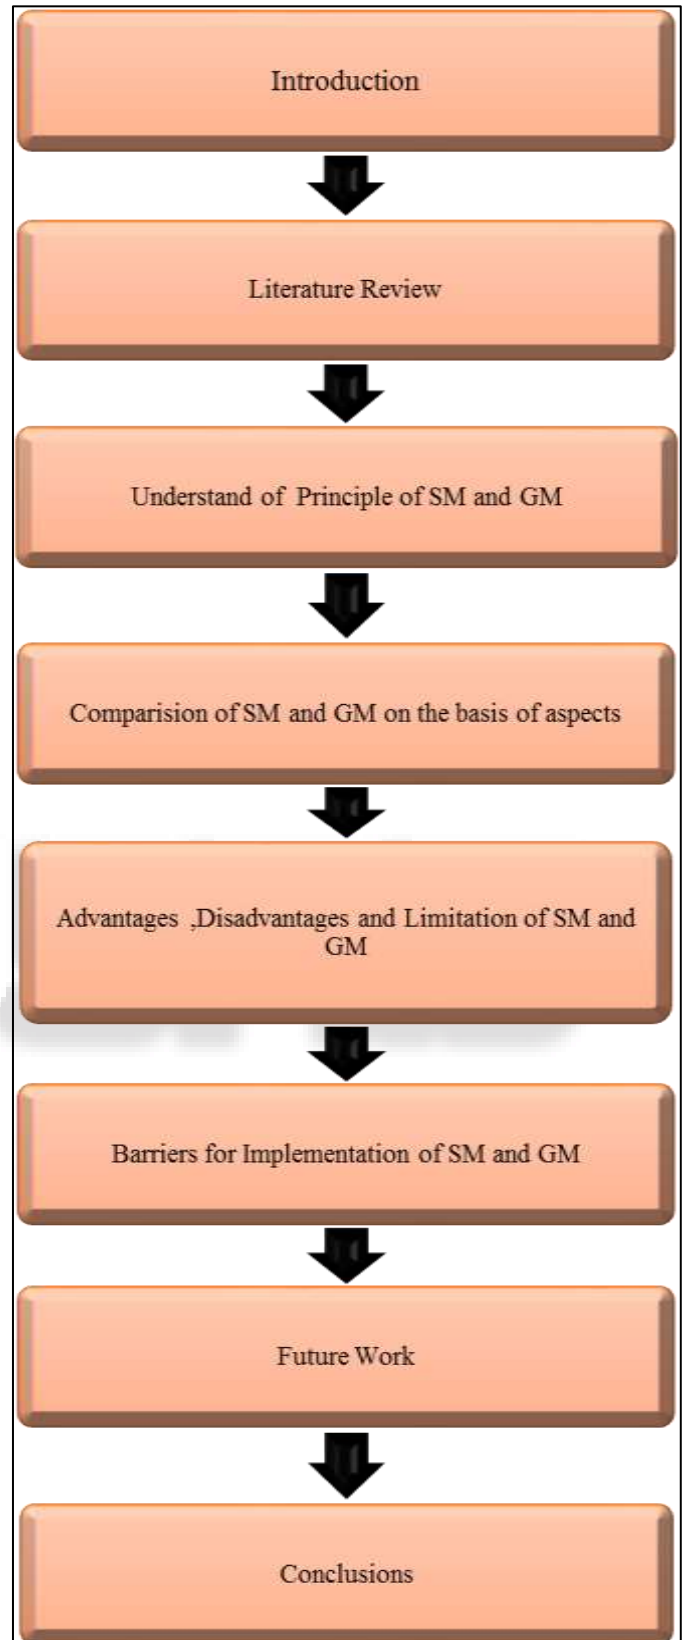 Introduction
Literature Review
Understand of Principle of SM and GM
Comparision of SM and GM on the basis of aspects
Advantages ,Disadvantages and Limitation of SM and
GM
Barriers for Implementation of SM and GM
Future Work
Conclusions